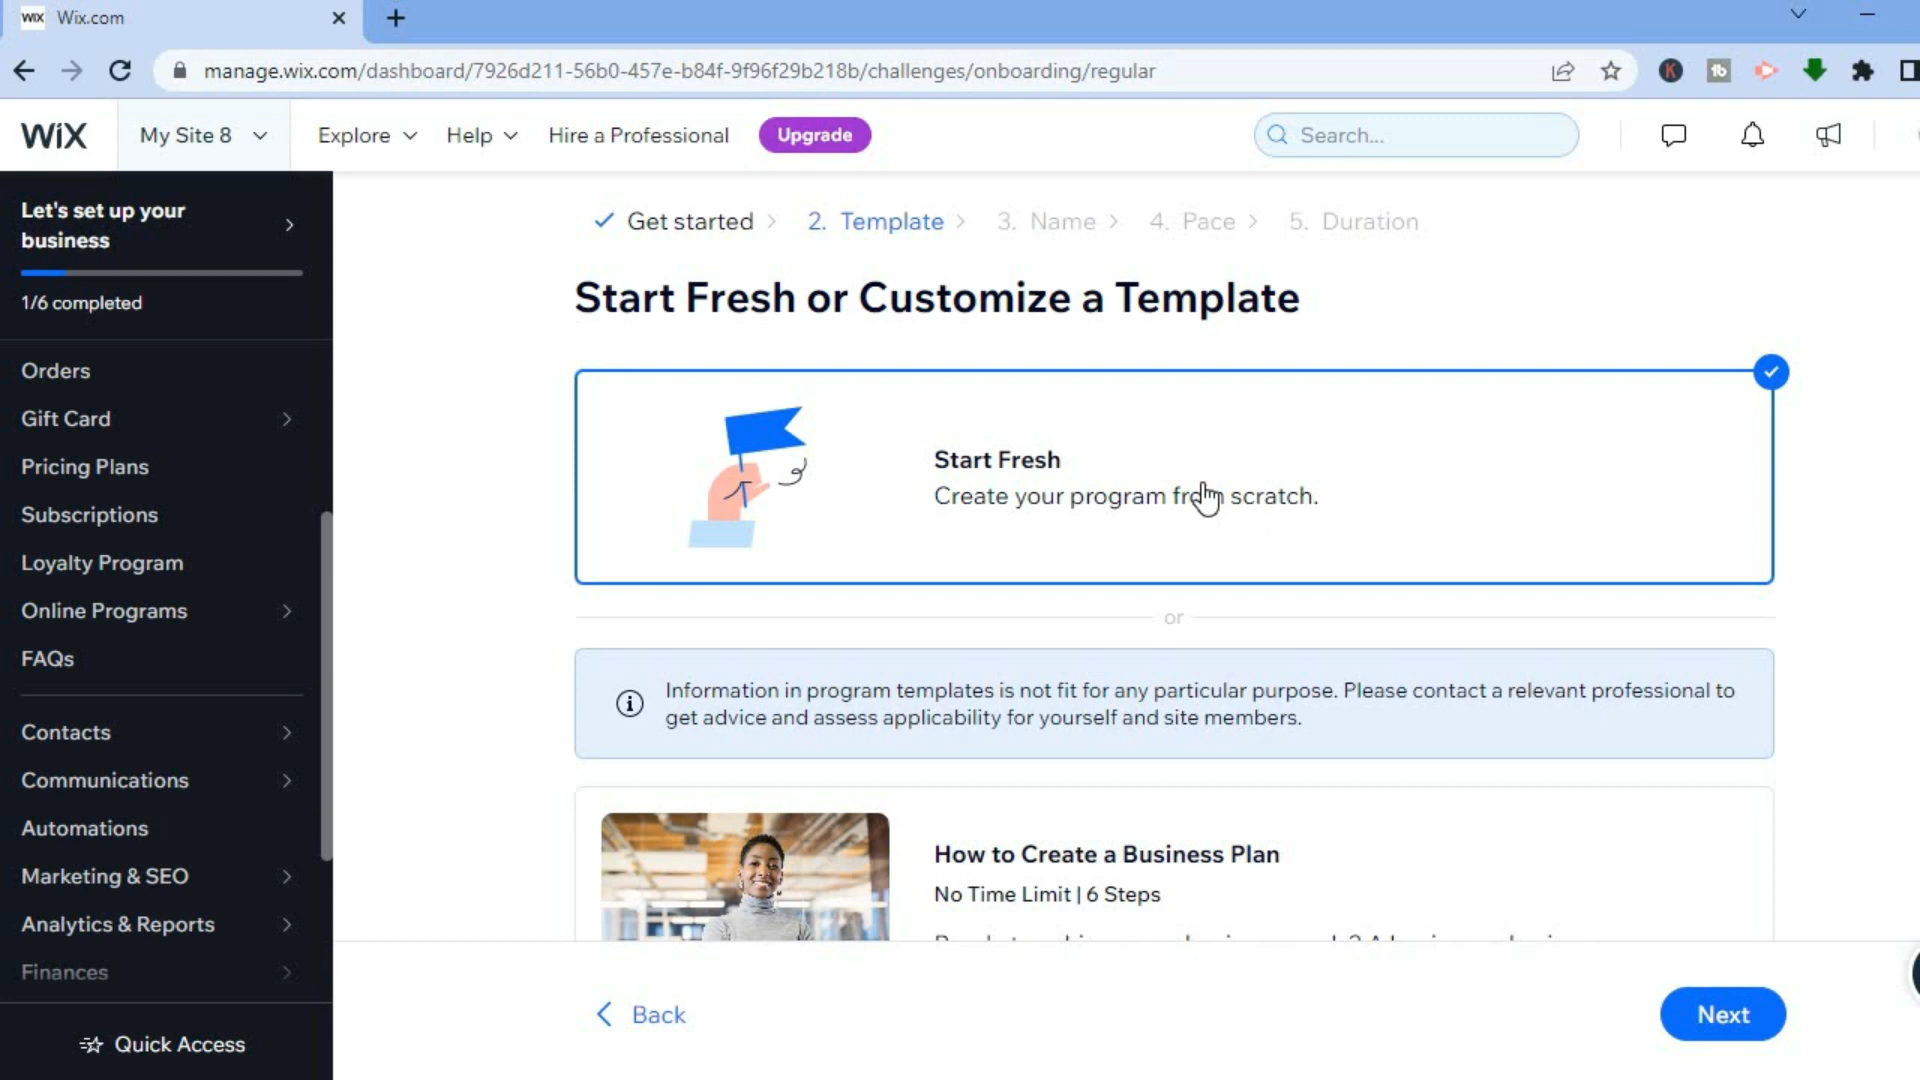 WiX Wix.com
manage.wix.com/dashboard/7926d211-56b0-457e-b84f-9f96f29b218b/challenges/onboarding/regular
K
tb
WiX
My Site 8
Explore
Help
Hire a Professional
Upgrade
Search...
Let's set up your
business
1/6 completed
Orders
Gift Card
Pricing Plans
Subscriptions
Loyalty Program
Online Programs
FAQs
Contacts
Communications
Automations
Marketing & SEO
Analytics & Reports
Finances
Quick Access
Get started
2. Template
3. Name
4. Pace
5. Duration
Start Fresh or Customize a Template
Start Fresh
Create your program from scratch.
or
Information in program templates is not fit for any particular purpose. Please contact a relevant professional to
get advice and assess applicability for yourself and site members.
How to Create a Business Plan
No Time Limit | 6 Steps
Back
Next